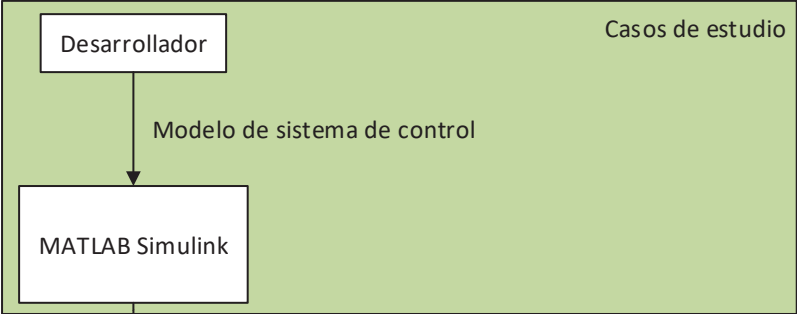 Desarrollador
Casos de estudio
Modelo de sistema de control
MATLAB Simulink